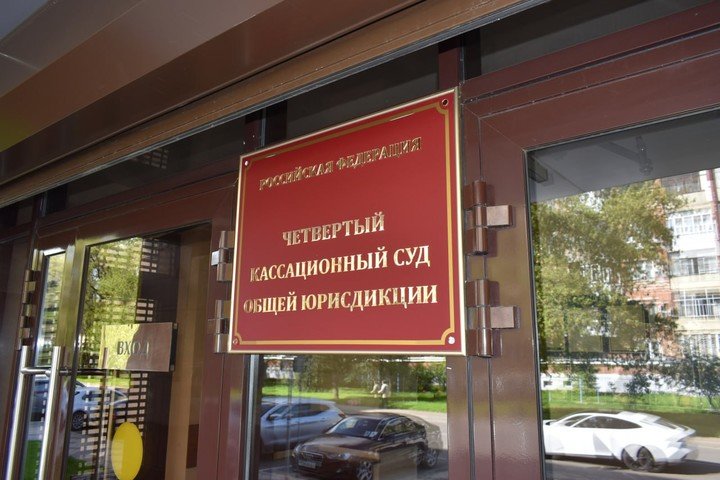 РОССИЙСКАЯ ФЕДЕРАЦИЯ
ЧЕТВЕРТЫЙ
КАССАЦИОННЫЙ СУД
ОБЩЕЙ ЮРИСДИКЦИИ
ВХОД